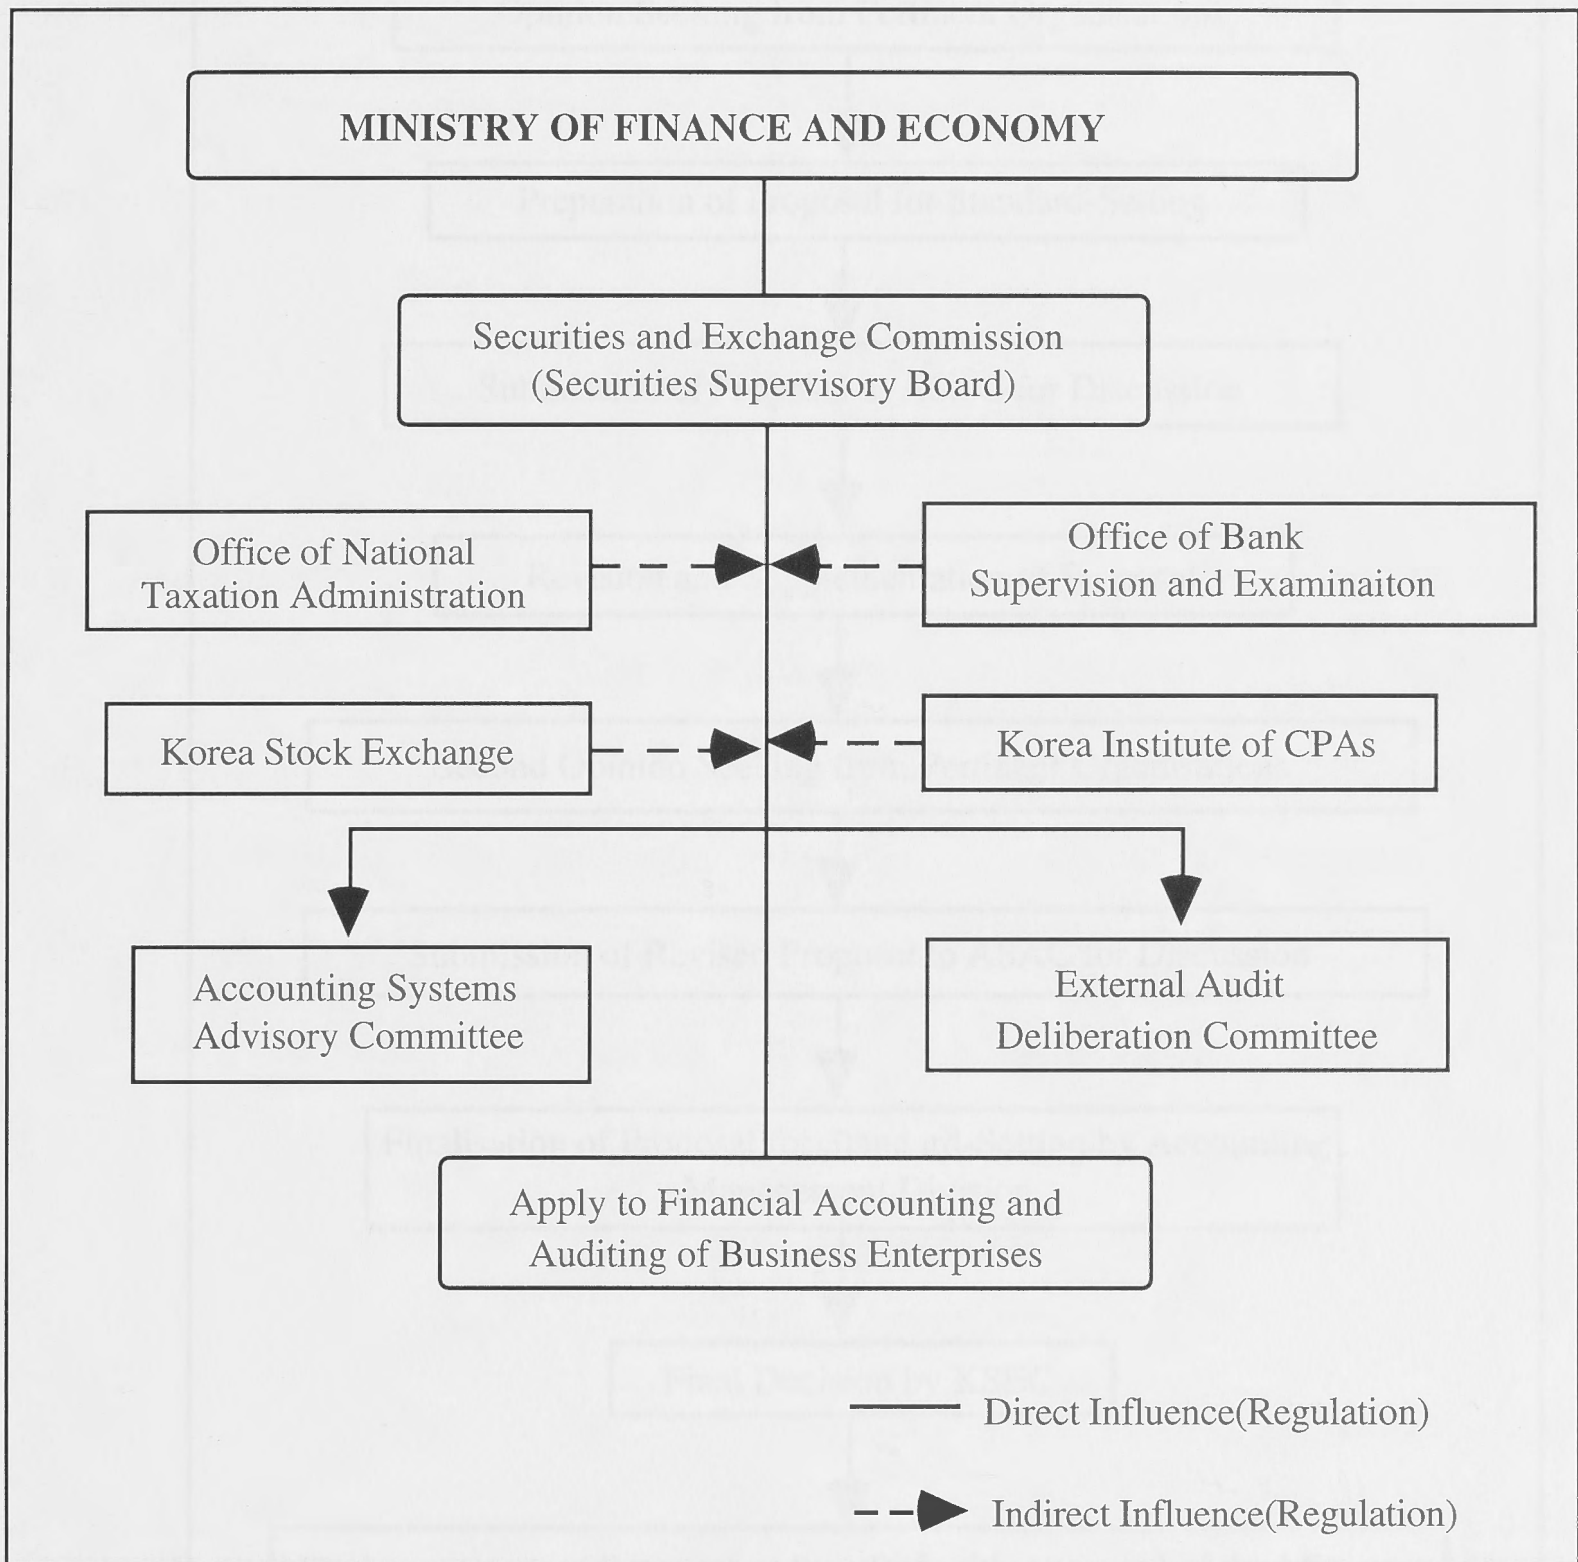 MINISTRY OF FINANCE AND ECONOMY
Securities and Exchange Commission
(Securities Supervisory Board)
Office of National
Taxation Administration
Office of Bank
Supervision and Examinaiton
Korea Stock Exchange
Korea Institute of CPAs
Accounting Systems
Advisory Committee
External Audit
Deliberation Committee
Apply to Financial Accounting and
Auditing of Business Enterprises
Direct Influence(Regulation)
Indirect Influence(Regulation)